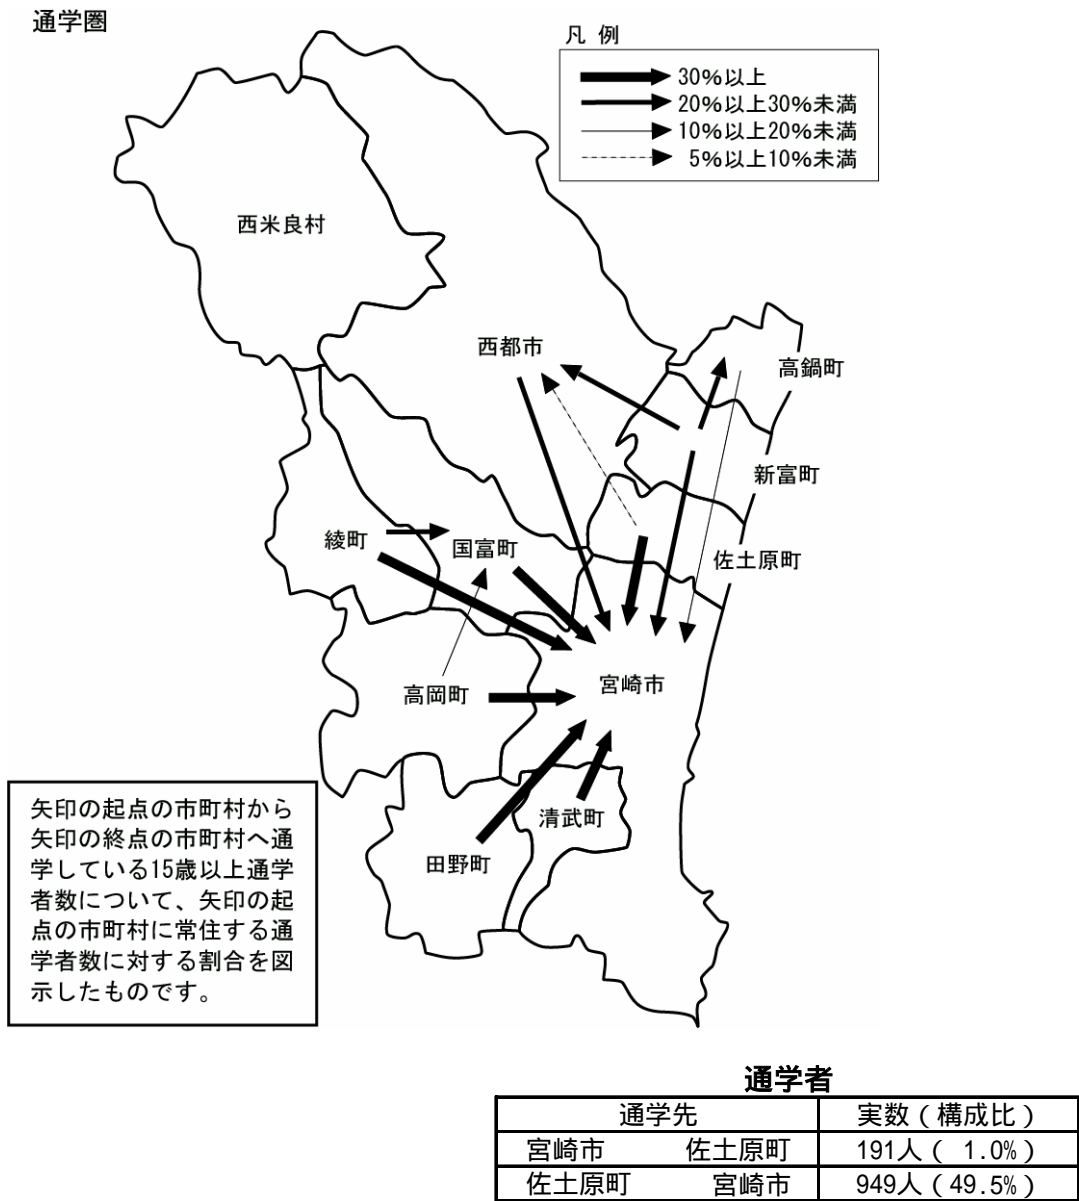 通学圏
凡 例
30%以上
20%以上30%未満
10%以上20%未満
5%以上10%未満
西米良村
西都市
高鍋町
新富町
佐土原町
綾町
国富町
宮崎市
高岡町
清武町
田野町
矢印の起点の市町村から
矢印の終点の市町村へ通
学している15歳以上通学
者数について、矢印の起
点の市町村に常住する通
学者数に対する割合を図
示したものです。
通学者
通学先 実数(構成比)
宮崎市 佐土原町 191人( 1.0%)
佐土原町 宮崎市 949人(49.5%)